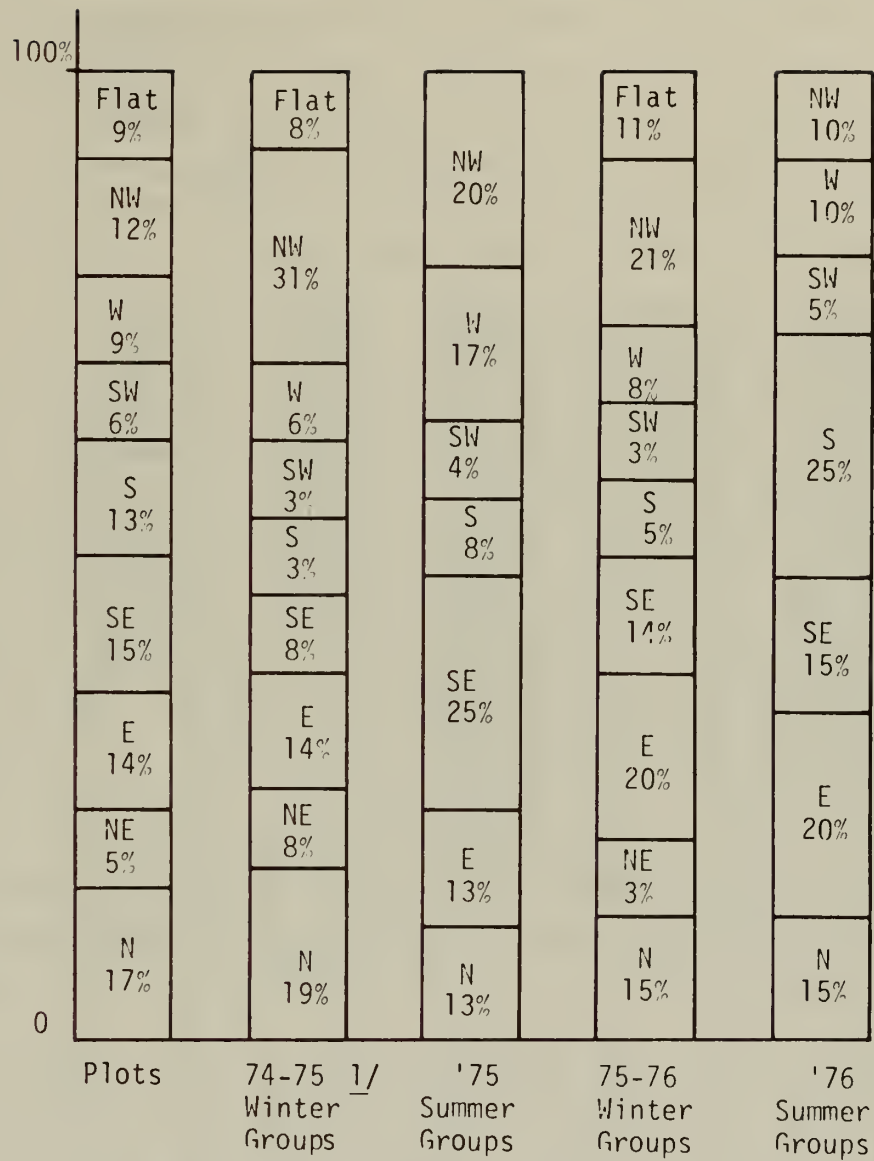 100%
Flat
9%
NW
12%
W
9%
SW
6%
S
13%
SE
15%
E
14%
NE
5%
N
17%
0
Plots
Flat
8%
NW
31%
W
6%
SW
3%
S
3%
SE
8%
E
14%
NE
8%
N
19%
74-75 1/
Winter
Groups
NW
20%
W
17%
SW
4%
S
8%
SE
25%
E
13%
N
13%
'75
Summer
Groups
Flat
11%
NW
21%
W
8%
SW
3%
S
5%
SE
14%
E
20%
NE
3%
N
15%
75-76
Winter
Groups
NW
10%
W
10%
SW
5%
S
25%
SE
15%
E
20%
N
15%
'76
Summer
Groups